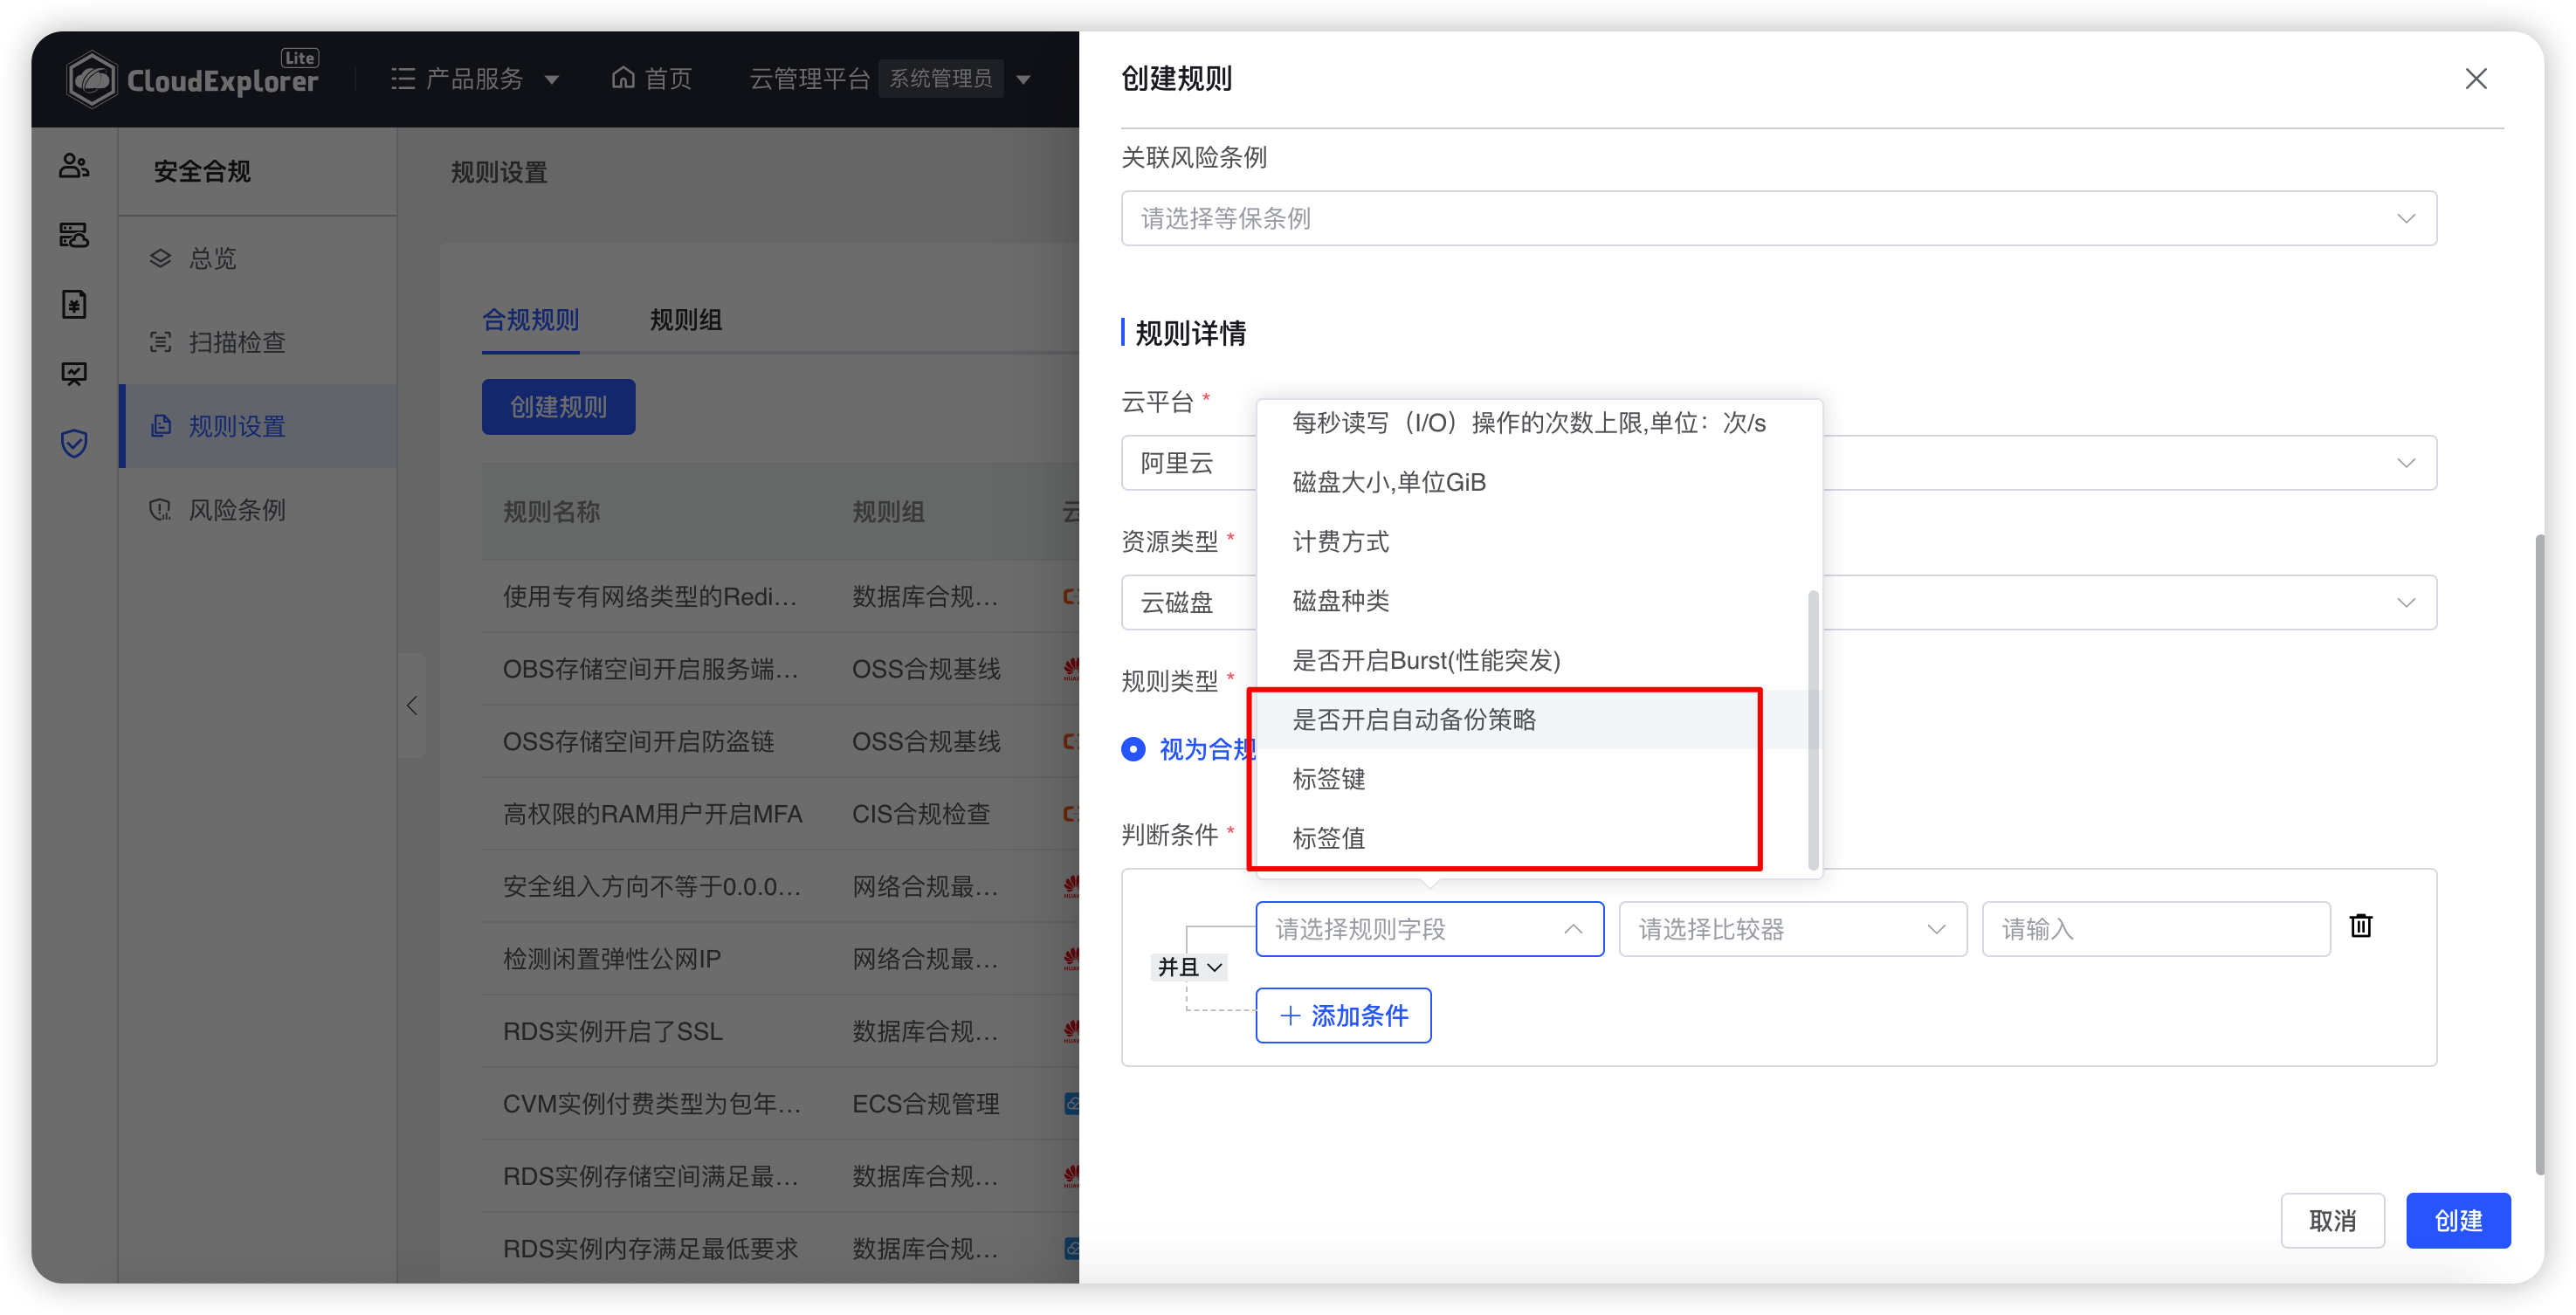 CloudExplorer Lite
产品服务
首页
云管理平台 系统管理员
安全合规
总览
扫描检查
规则设置
风险条例
规则设置
合规规则 规则组
创建规则
规则名称 规则组 云
使用专有网络类型的Redi... 数据库合规...
OBS存储空间开启服务端... OSS合规基线
OSS存储空间开启防盗链 OSS合规基线
高权限的RAM用户开启MFA CIS合规检查
安全组入方向不等于0.0.0... 网络合规最...
检测闲置弹性公网IP 网络合规最...
RDS实例开启了SSL 数据库合规...
CVM实例付费类型为包年... ECS合规管理
RDS实例存储空间满足最... 数据库合规...
RDS实例内存满足最低要求 数据库合规...
创建规则
关联风险条例
请选择等保条例
规则详情
云平台 *
阿里云
资源类型 *
云磁盘
规则类型 *
视为合规
判断条件 *
每秒读写（I/O）操作的次数上限,单位：次/s
磁盘大小,单位GiB
计费方式
磁盘种类
是否开启Burst(性能突发)
是否开启自动备份策略
标签键
标签值
并且
请选择规则字段 请选择比较器 请输入
添加条件
取消 创建